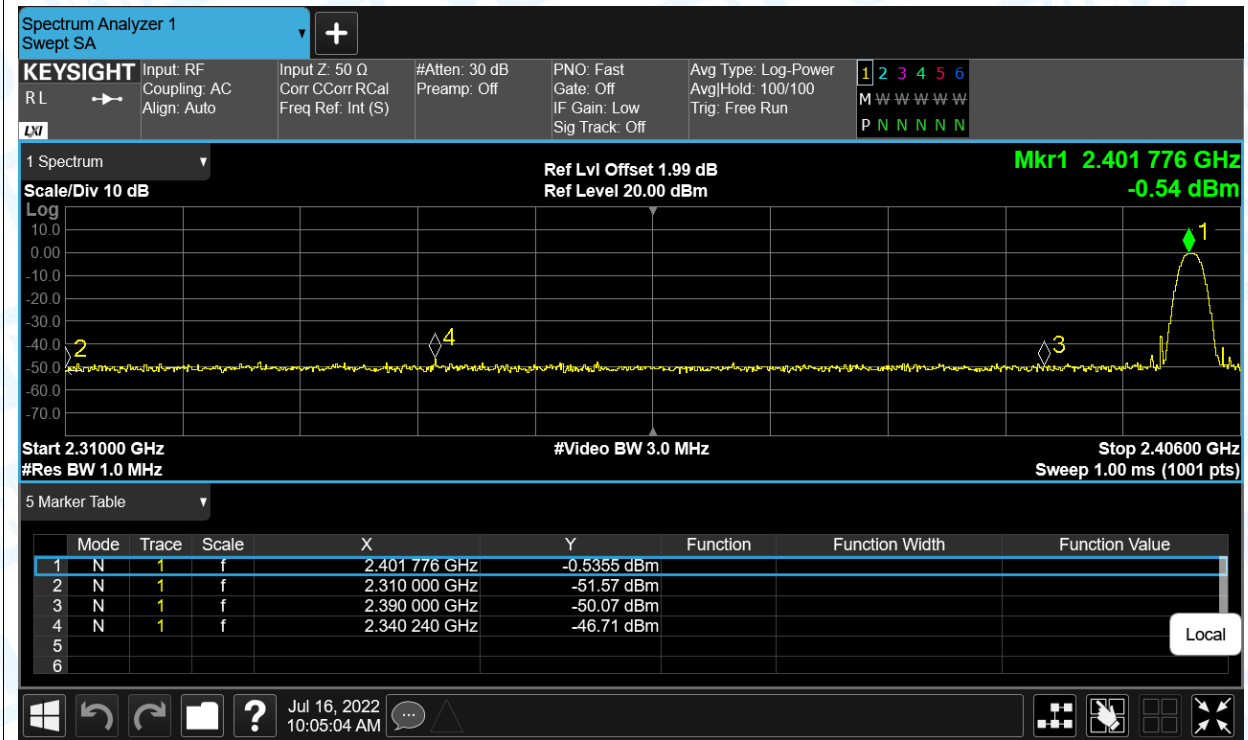 Spectrum Analyzer 1
Swept SA
+
KEYSIGHT Input: RF Input Z: 50 Ω #Atten: 30 dB PNO: Fast Avg Type: Log-Power 1 2 3 4 5 6
R L Coupling: AC Corr CCorr RCal Preamp: Off Gate: Off Avg|Hold: 100/100 M W W W W W W
Align: Auto Freq Ref: Int (S) IF Gain: Low Trig: Free Run P N N N N N N
LXI Sig Track: Off
1 Spectrum Ref Lvl Offset 1.99 dB Mkr1 2.401 776 GHz
Scale/Div 10 dB Ref Level 20.00 dBm -0.54 dBm
Log
10.0
0.00
-10.0
-20.0
-30.0
-40.0
-50.0
-60.0
-70.0
2
4
3
1
Start 2.31000 GHz #Video BW 3.0 MHz Stop 2.40600 GHz
#Res BW 1.0 MHz Sweep 1.00 ms (1001 pts)
5 Marker Table
Mode Trace Scale X Y Function Function Width Function Value
1 N 1 f 2.401 776 GHz -0.5355 dBm
2 N 1 f 2.310 000 GHz -51.57 dBm
3 N 1 f 2.390 000 GHz -50.07 dBm
4 N 1 f 2.340 240 GHz -46.71 dBm
5
6
Local
? Jul 16, 2022
10:05:04 AM